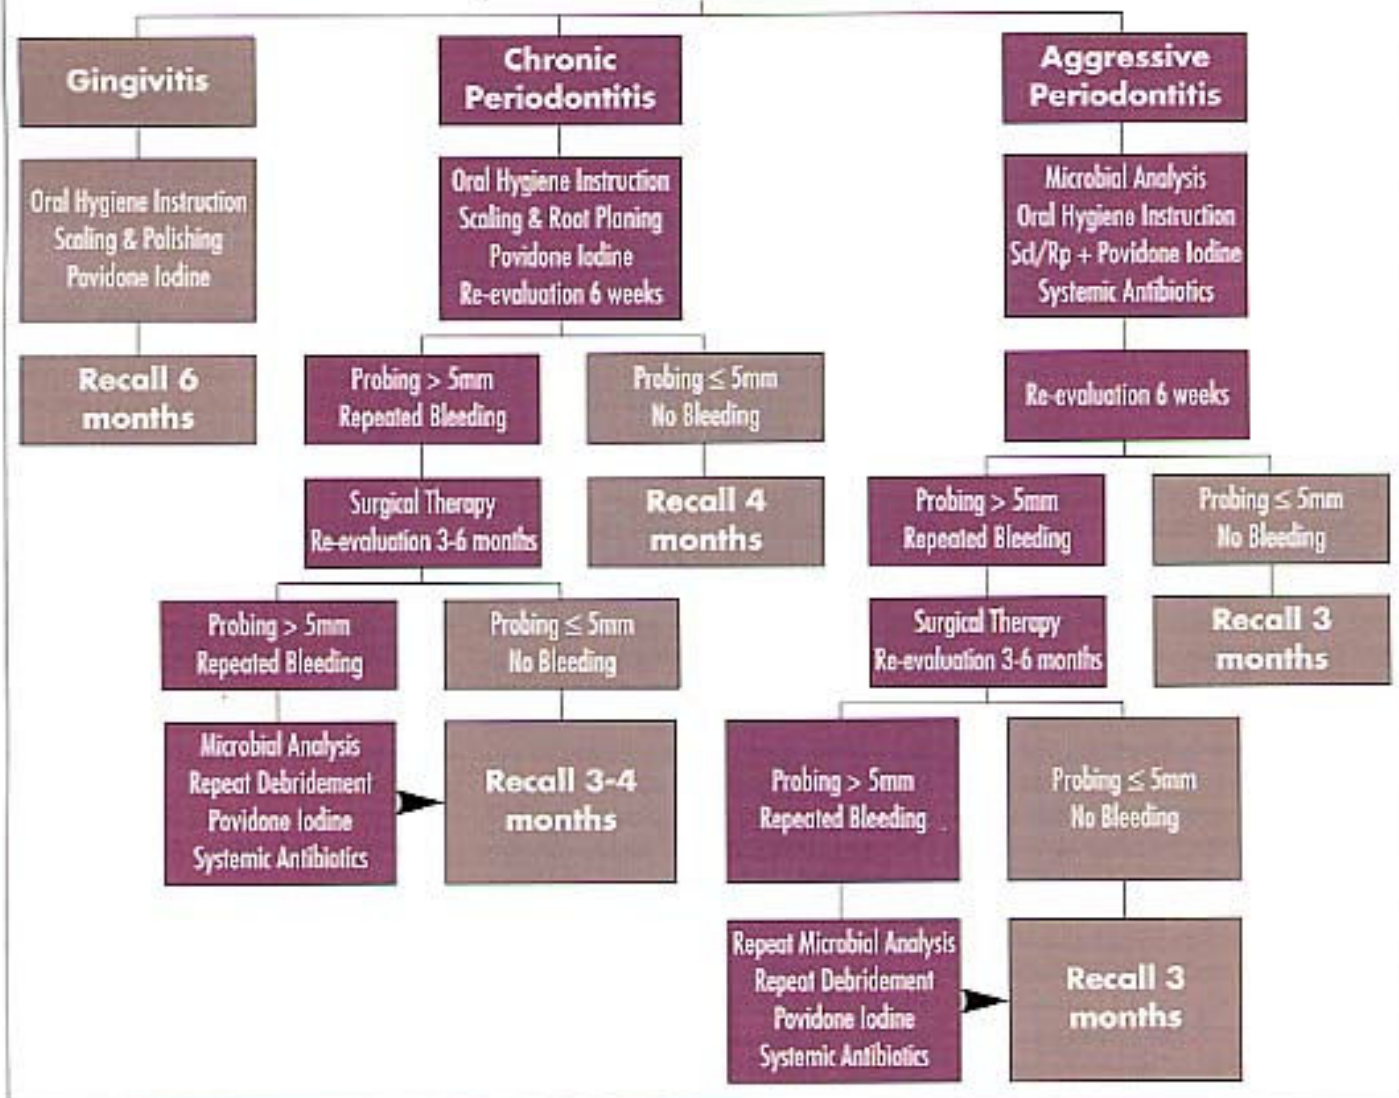 Gingivitis
Oral Hygiene Instruction
Scaling & Polishing
Povidone Iodine
Recall 6
months
Chronic
Periodontitis
Oral Hygiene Instruction
Scaling & Root Planing
Povidone Iodine
Re-evaluation 6 weeks
Probing > 5mm
Repeated Bleeding
Surgical Therapy
Re-evaluation 3-6 months
Probing > 5mm
Repeated Bleeding
Microbial Analysis
Repeat Debridement
Povidone Iodine
Systemic Antibiotics
Probing ≤ 5mm
No Bleeding
Recall 3-4
months
Probing ≤ 5mm
No Bleeding
Recall 4
months
Aggressive
Periodontitis
Microbial Analysis
Oral Hygiene Instruction
Scl/Rp + Povidone Iodine
Systemic Antibiotics
Re-evaluation 6 weeks
Probing > 5mm
Repeated Bleeding
Surgical Therapy
Re-evaluation 3-6 months
Probing > 5mm
Repeated Bleeding
Repeat Microbial Analysis
Repeat Debridement
Povidone Iodine
Systemic Antibiotics
Probing ≤ 5mm
No Bleeding
Recall 3
months
Probing ≤ 5mm
No Bleeding
Recall 3
months